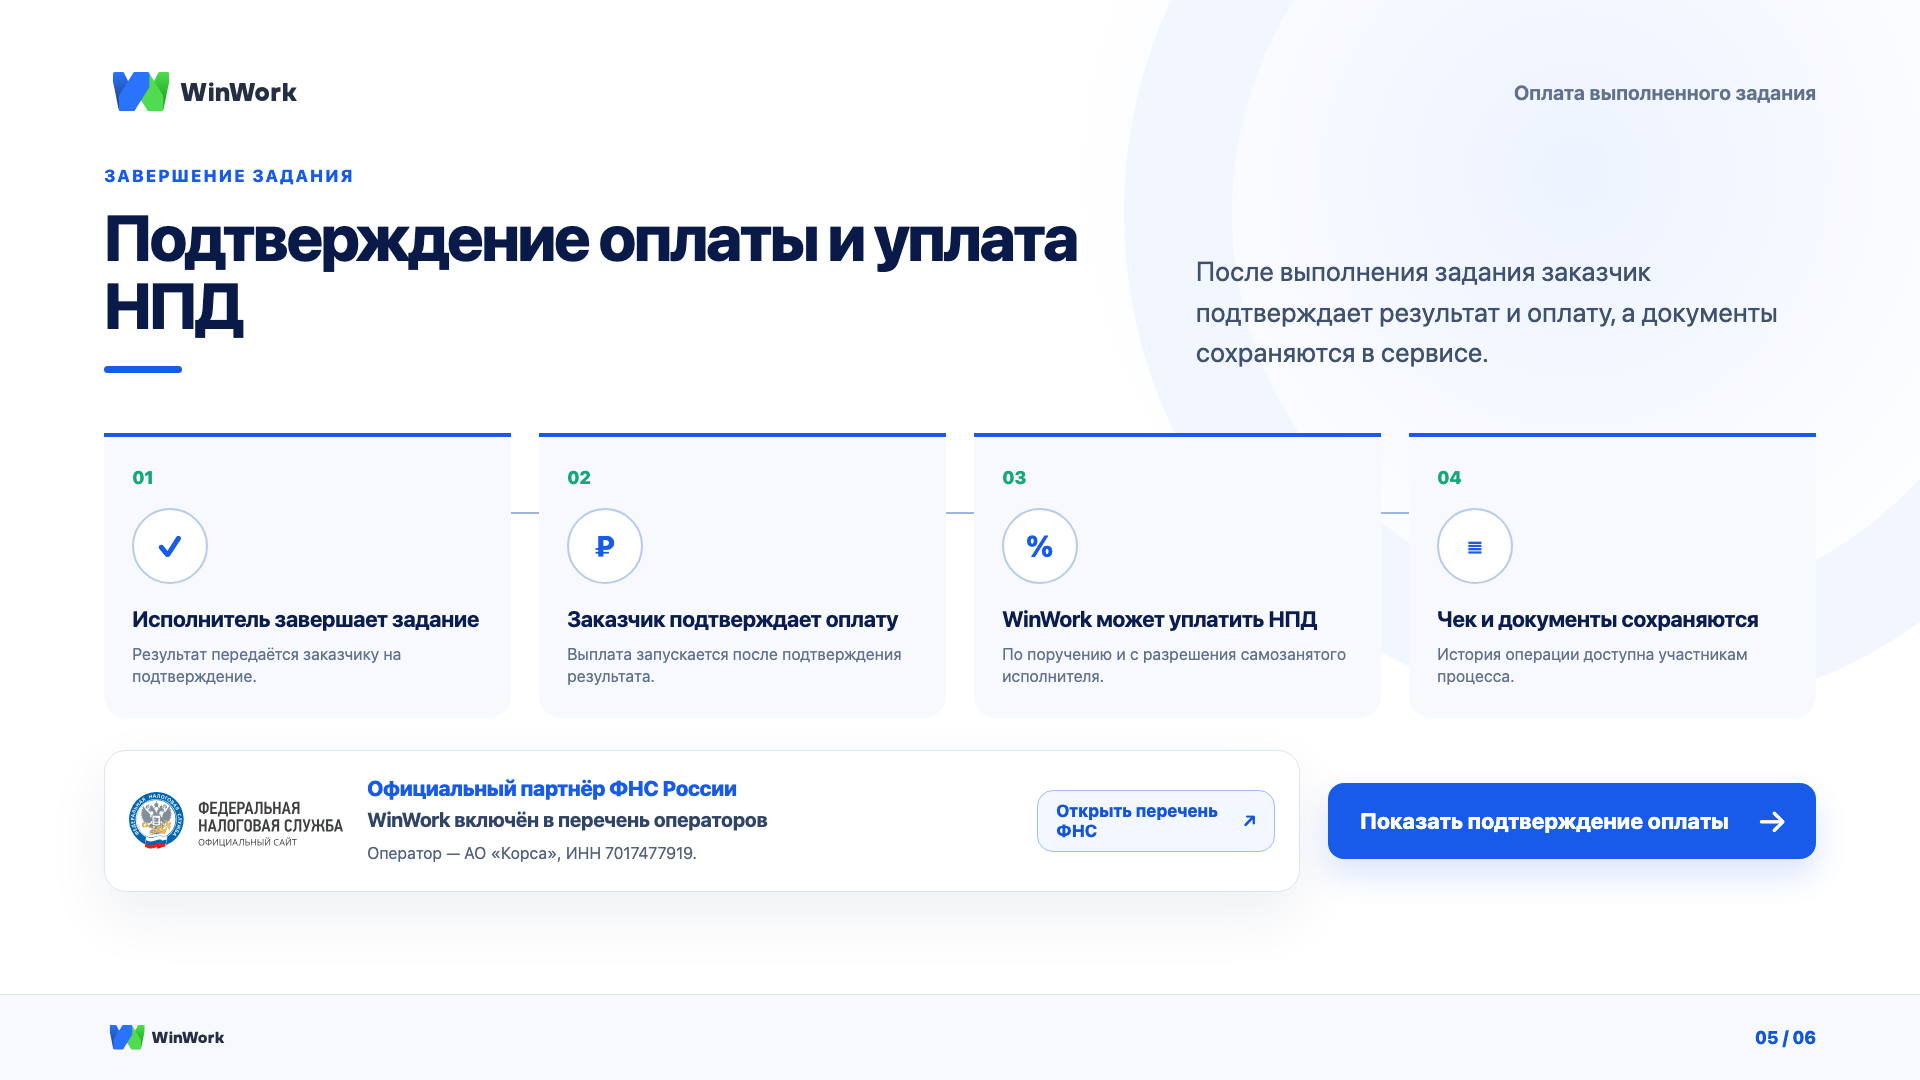 WinWork
Оплата выполненного задания
ЗАВЕРШЕНИЕ ЗАДАНИЯ
Подтверждение оплаты и уплата
НПД
После выполнения задания заказчик
подтверждает результат и оплату, а документы
сохраняются в сервисе.
01
Исполнитель завершает задание
Результат передаётся заказчику на
подтверждение.
02
₽
Заказчик подтверждает оплату
Выплата запускается после подтверждения
результата.
03
%
WinWork может уплатить НПД
По поручению и с разрешения самозанятого
исполнителя.
04
Чек и документы сохраняются
История операции доступна участникам
процесса.
ФЕДЕРАЛЬНАЯ НАЛОГОВАЯ СЛУЖБА
ФЕДЕРАЛЬНАЯ
НАЛОГОВАЯ СЛУЖБА
ОФИЦИАЛЬНЫЙ САЙТ
Официальный партнёр ФНС России
WinWork включён в перечень операторов
Оператор — АО «Корса», ИНН 7017477919.
Открыть перечень
ФНС
Показать подтверждение оплаты
WinWork
05 / 06